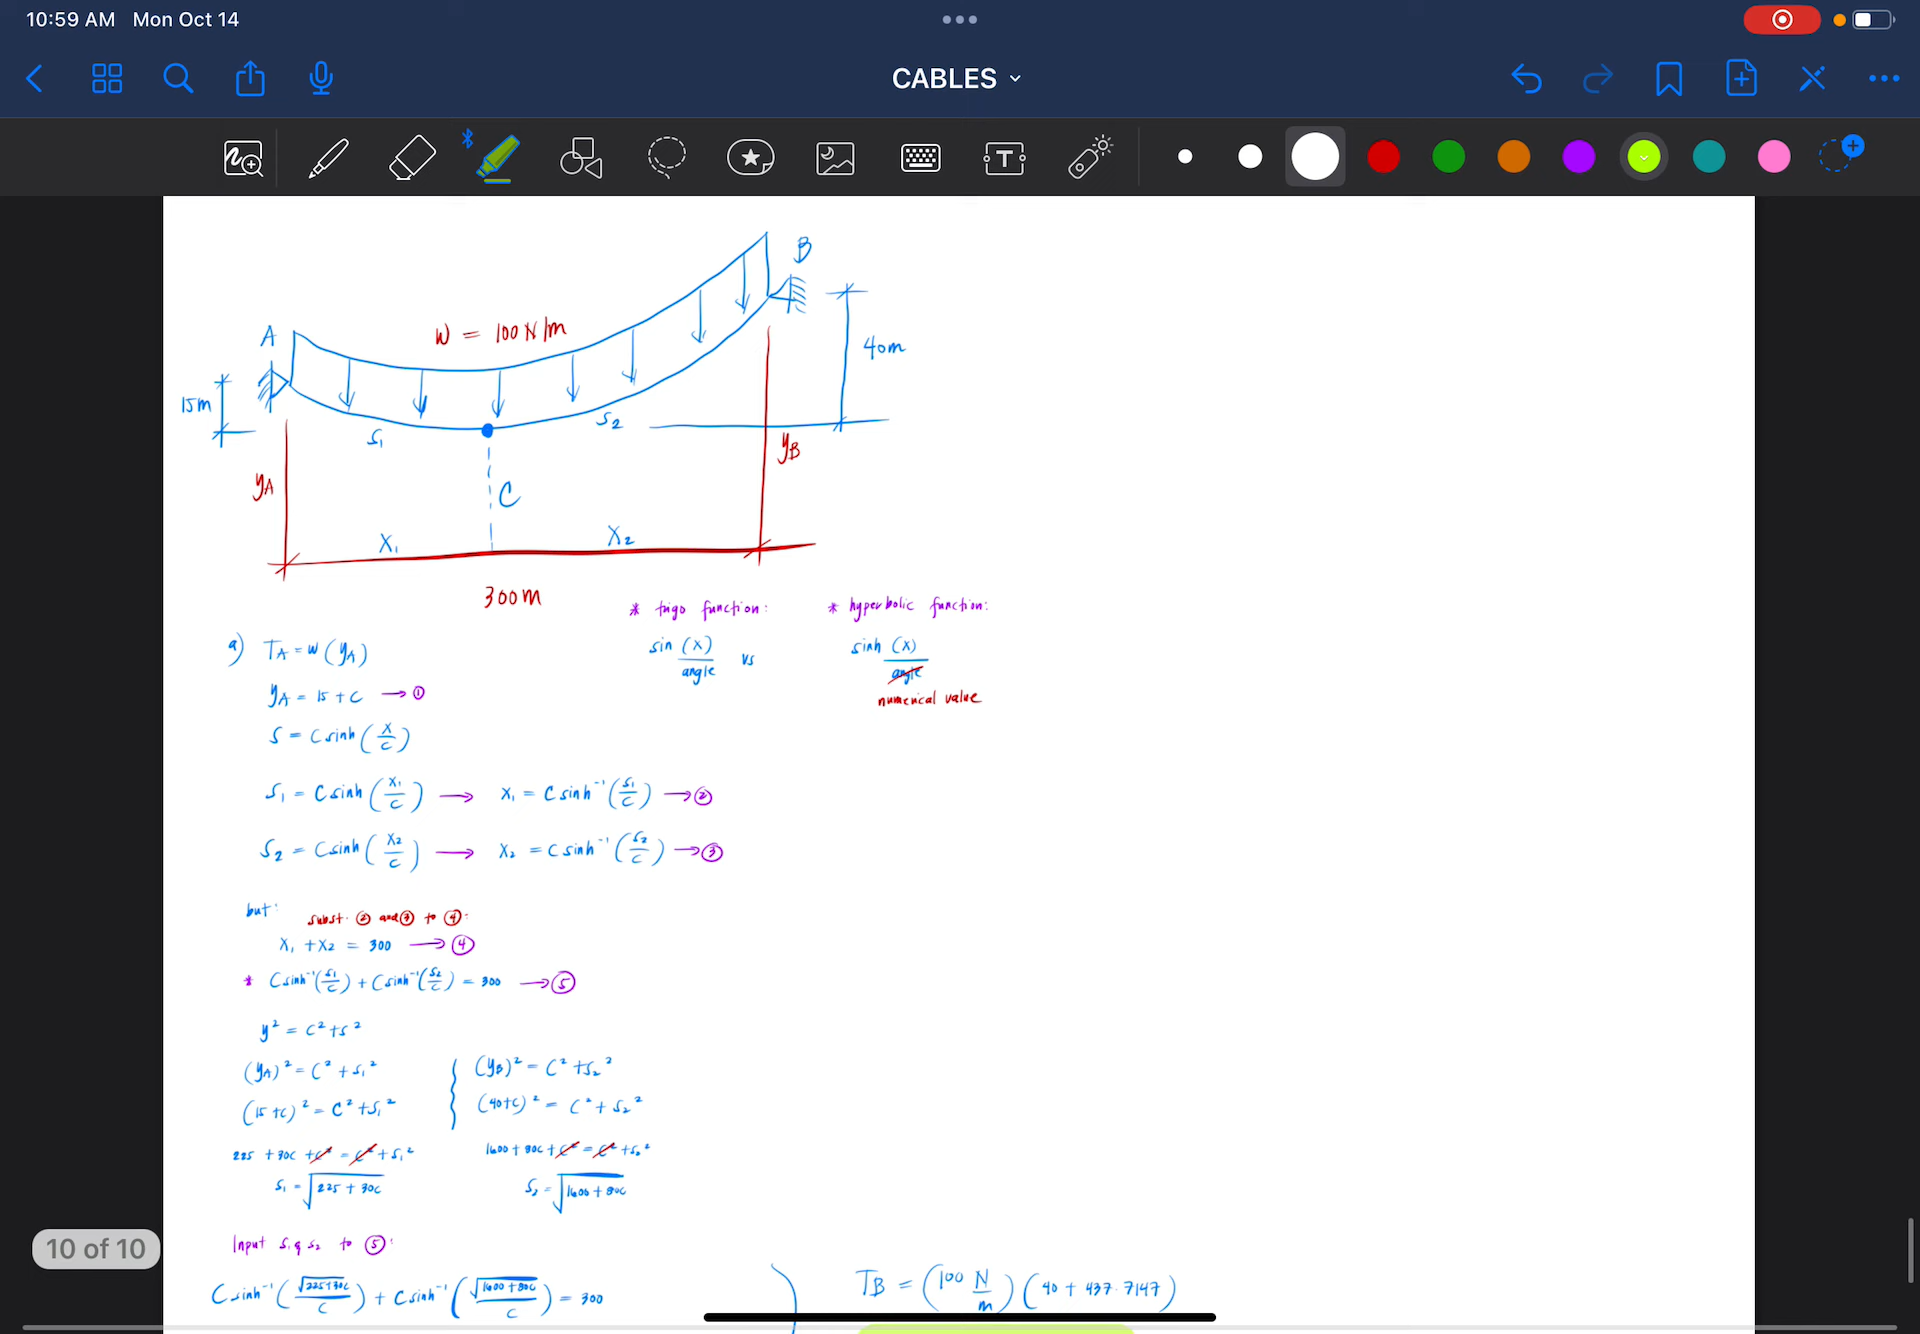 10:59 AM Mon Oct 14
CABLES
T
A
B
W = 100 N/m
40m
15m
S₁
S₂
yA
yB
C
X₁
X₂
300m
* trigo function:
* hyperbolic function:
sin (x)
angle
vs
sinh (x)
angle
numerical value
a) TA = W (yA)
yA = 15 + C → ①
S = C sinh (X/C)
S₁ = C sinh (X₁/C) → X₁ = C sinh⁻¹ (S₁/C) → ②
S₂ = C sinh (X₂/C) → X₂ = C sinh⁻¹ (S₂/C) → ③
but:
subst. ② and ③ to ④:
X₁ + X₂ = 300 → ④
* C sinh⁻¹ (S₁/C) + C sinh⁻¹ (S₂/C) = 300 → ⑤
y² = C² + S²
(yA)² = C² + S₁²
(15 + C)² = C² + S₁²
225 + 30C + C² = C² + S₁²
S₁ = √225 + 30C
(yB)² = C² + S₂²
(40+C)² = C² + S₂²
1600 + 80C + C² = C² + S₂²
S₂ = √1600 + 80C
Input S₁ & S₂ to ⑤:
C sinh⁻¹ (√225+30C/C) + C sinh⁻¹ (√1600+80C/C) = 300
TB = (100 N/m) (40 + 437.7147)
10 of 10